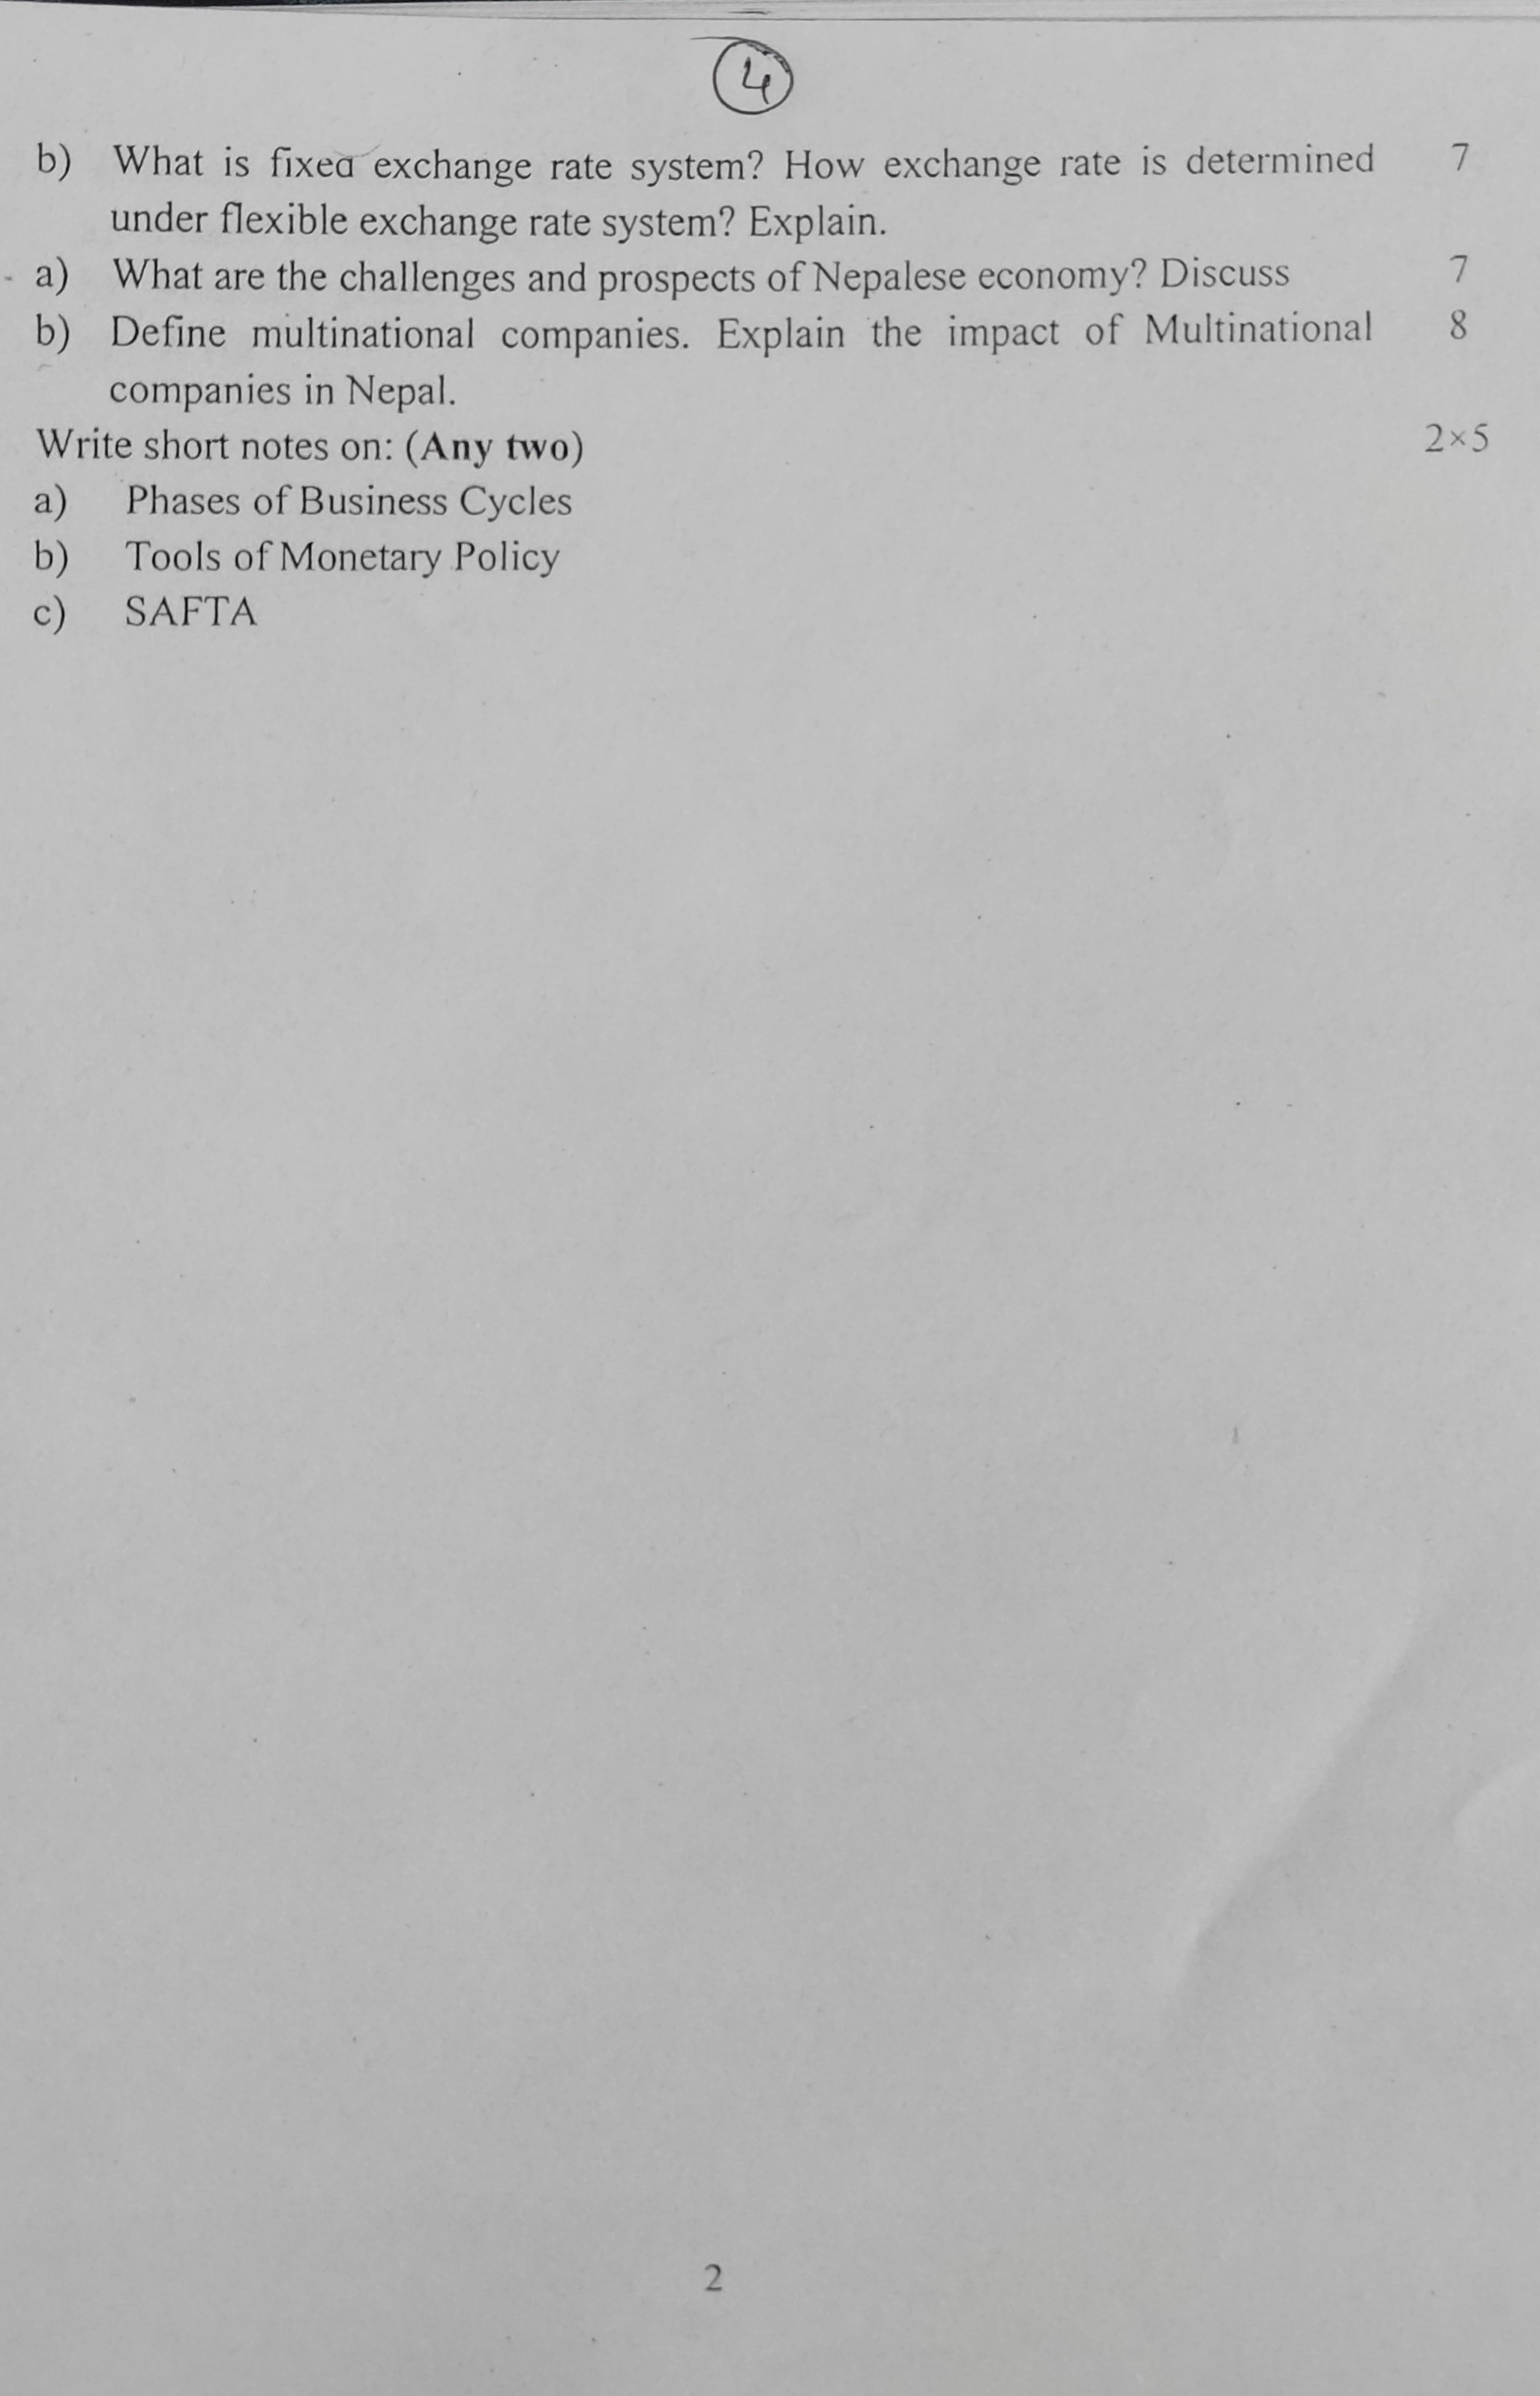 4
b) What is fixed exchange rate system? How exchange rate is determined 7
under flexible exchange rate system? Explain.
a) What are the challenges and prospects of Nepalese economy? Discuss 7
b) Define multinational companies. Explain the impact of Multinational 8
companies in Nepal.
Write short notes on: (Any two) 2×5
a) Phases of Business Cycles
b) Tools of Monetary Policy
c) SAFTA
2